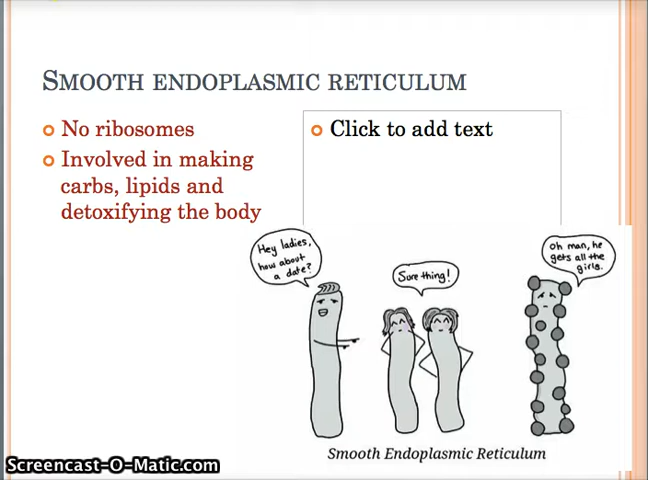 SMOOTH ENDOPLASMIC RETICULUM
No ribosomes
Involved in making
carbs, lipids and
detoxifying the body
Click to add text
Hey ladies,
how about
a date?
Sure thing!
Oh man, he
gets all the
girls.
Smooth Endoplasmic Reticulum
Screencast-O-Matic.com